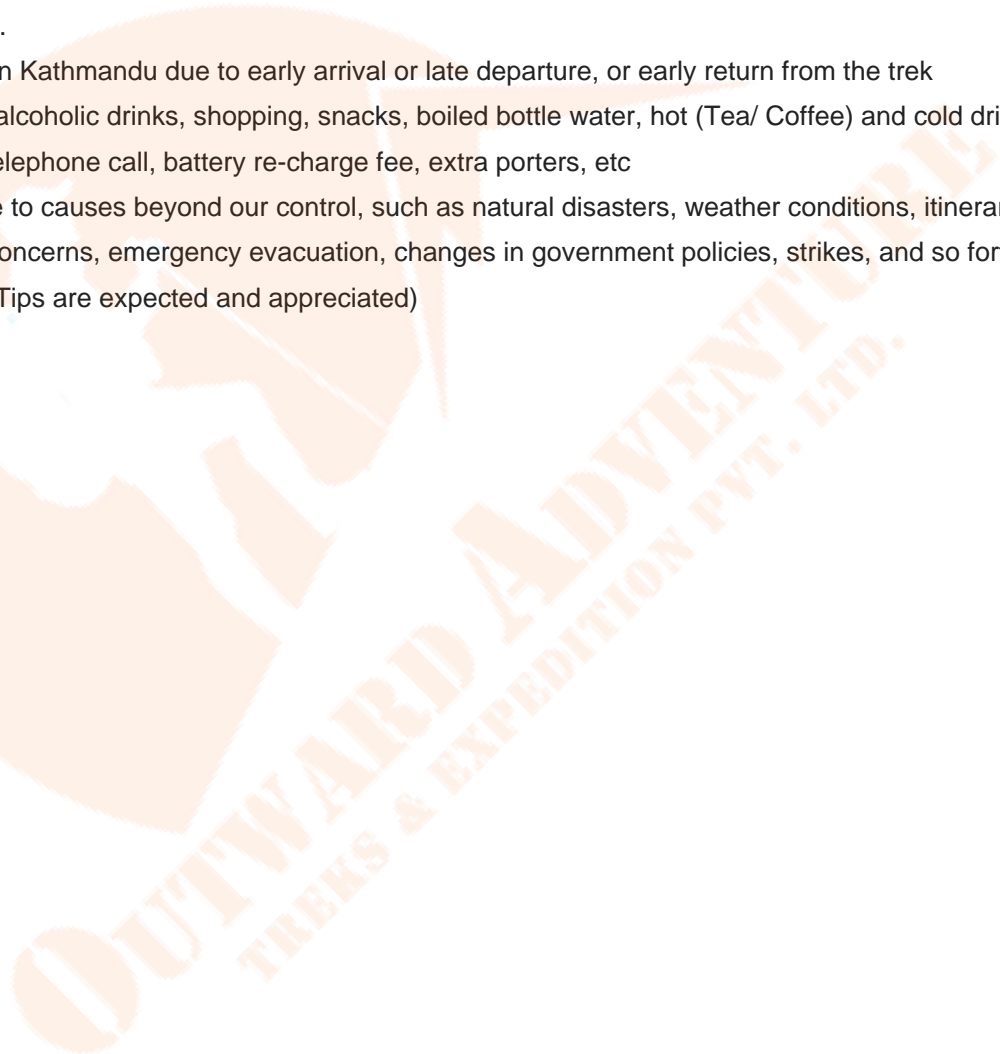 .
n Kathmandu due to early arrival or late departure, or early return from the trek
alcoholic drinks, shopping, snacks, boiled bottle water, hot (Tea/ Coffee) and cold dri
elephone call, battery re-charge fee, extra porters, etc
e to causes beyond our control, such as natural disasters, weather conditions, itinerar
oncerns, emergency evacuation, changes in government policies, strikes, and so for
Tips are expected and appreciated)
OUTWARD ADVENTURE
TREKS & EXPEDITION PVT. LTD.